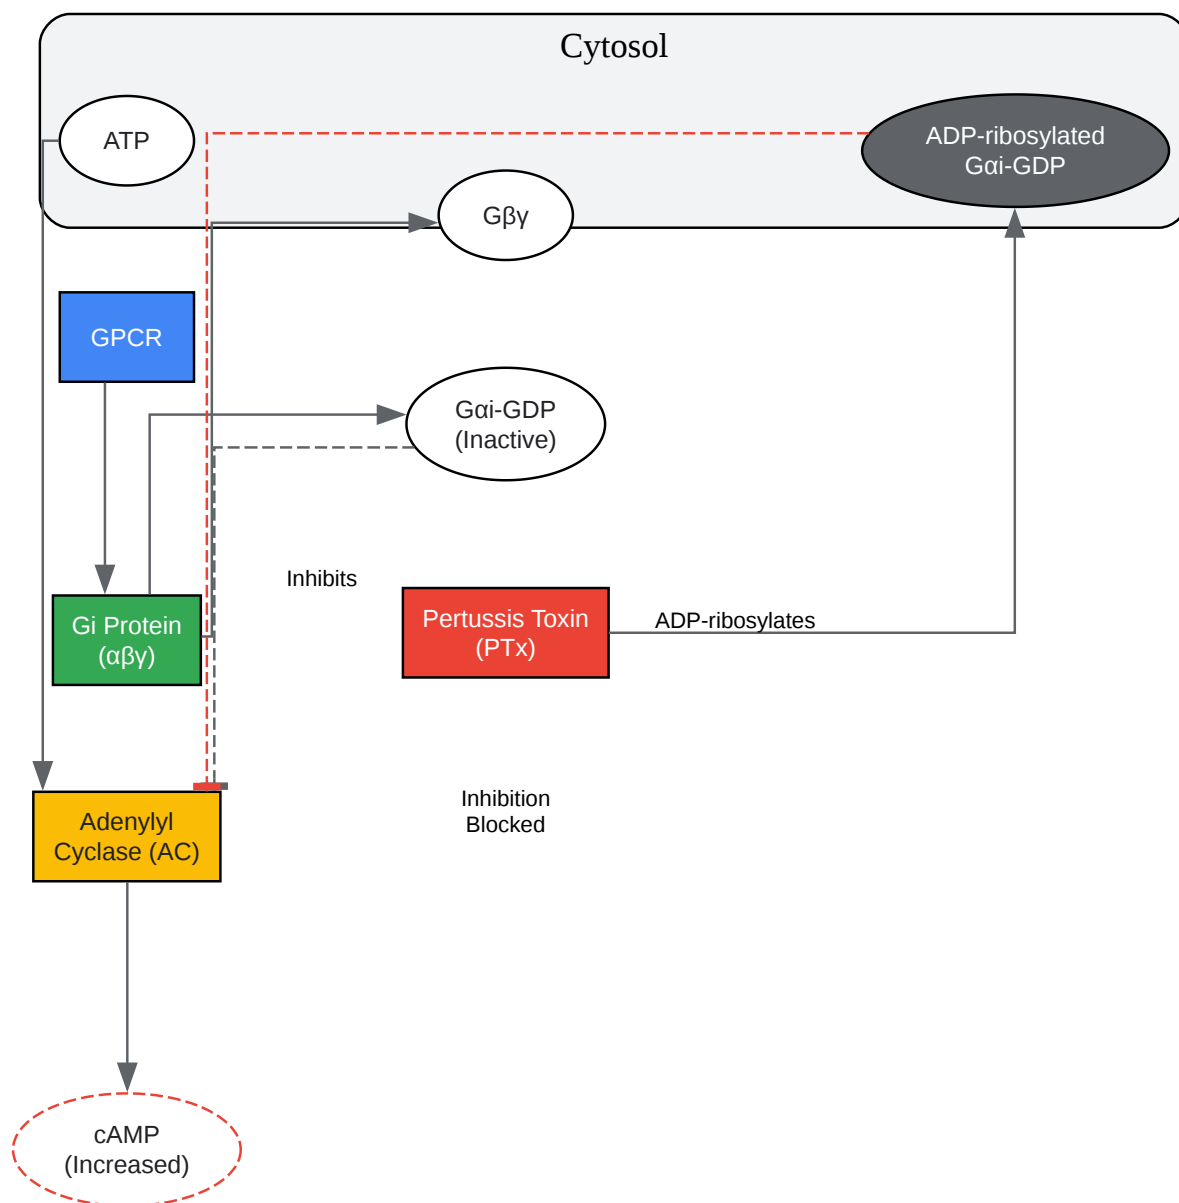 Cytosol
ATP
ADP-ribosylated
Gαi-GDP
Gβγ
GPCR
Gαi-GDP
(Inactive)
Inhibits
Gi Protein
(αβγ)
Pertussis Toxin
(PTx)
ADP-ribosylates
Adenylyl
Cyclase (AC)
Inhibition
Blocked
cAMP
(Increased)